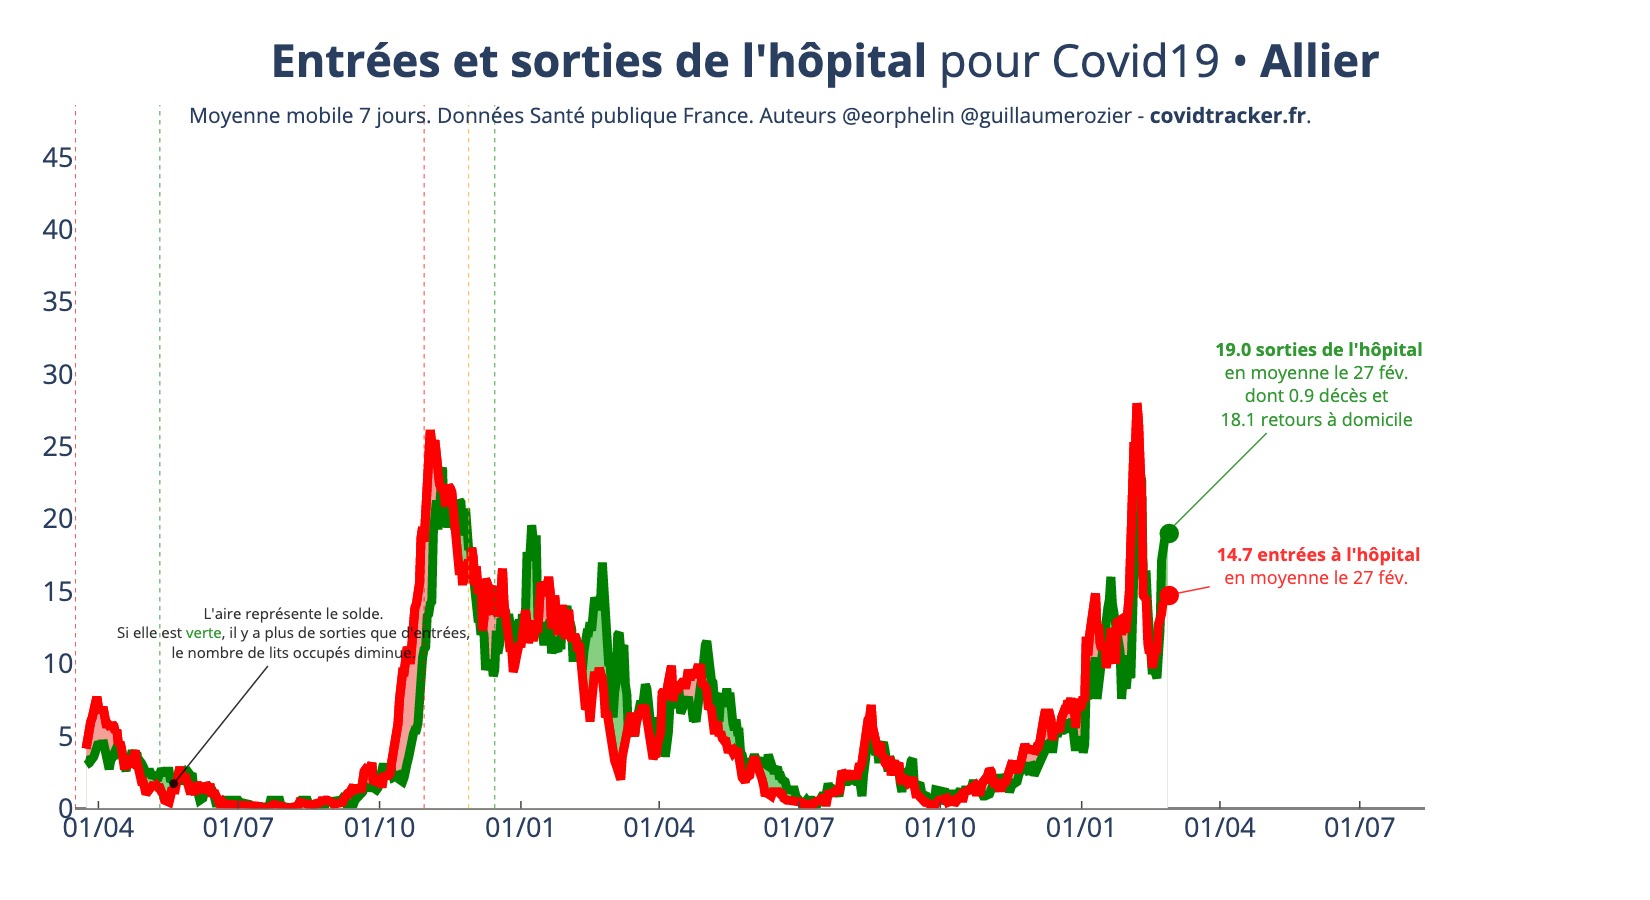 Entrées et sorties de l'hôpital pour Covid19 • Allier
Moyenne mobile 7 jours. Données Santé publique France. Auteurs @eorphelin @guillaumerozier - covidtracker.fr.
45
40
35
30
25
20
15
10
5
0
19.0 sorties de l'hôpital
en moyenne le 27 fév.
dont 0.9 décès et
18.1 retours à domicile
14.7 entrées à l'hôpital
en moyenne le 27 fév.
L'aire représente le solde.
Si elle est verte, il y a plus de sorties que d'entrées,
le nombre de lits occupés diminue.
01/04 01/07 01/10 01/01 01/04 01/07 01/10 01/01 01/04 01/07